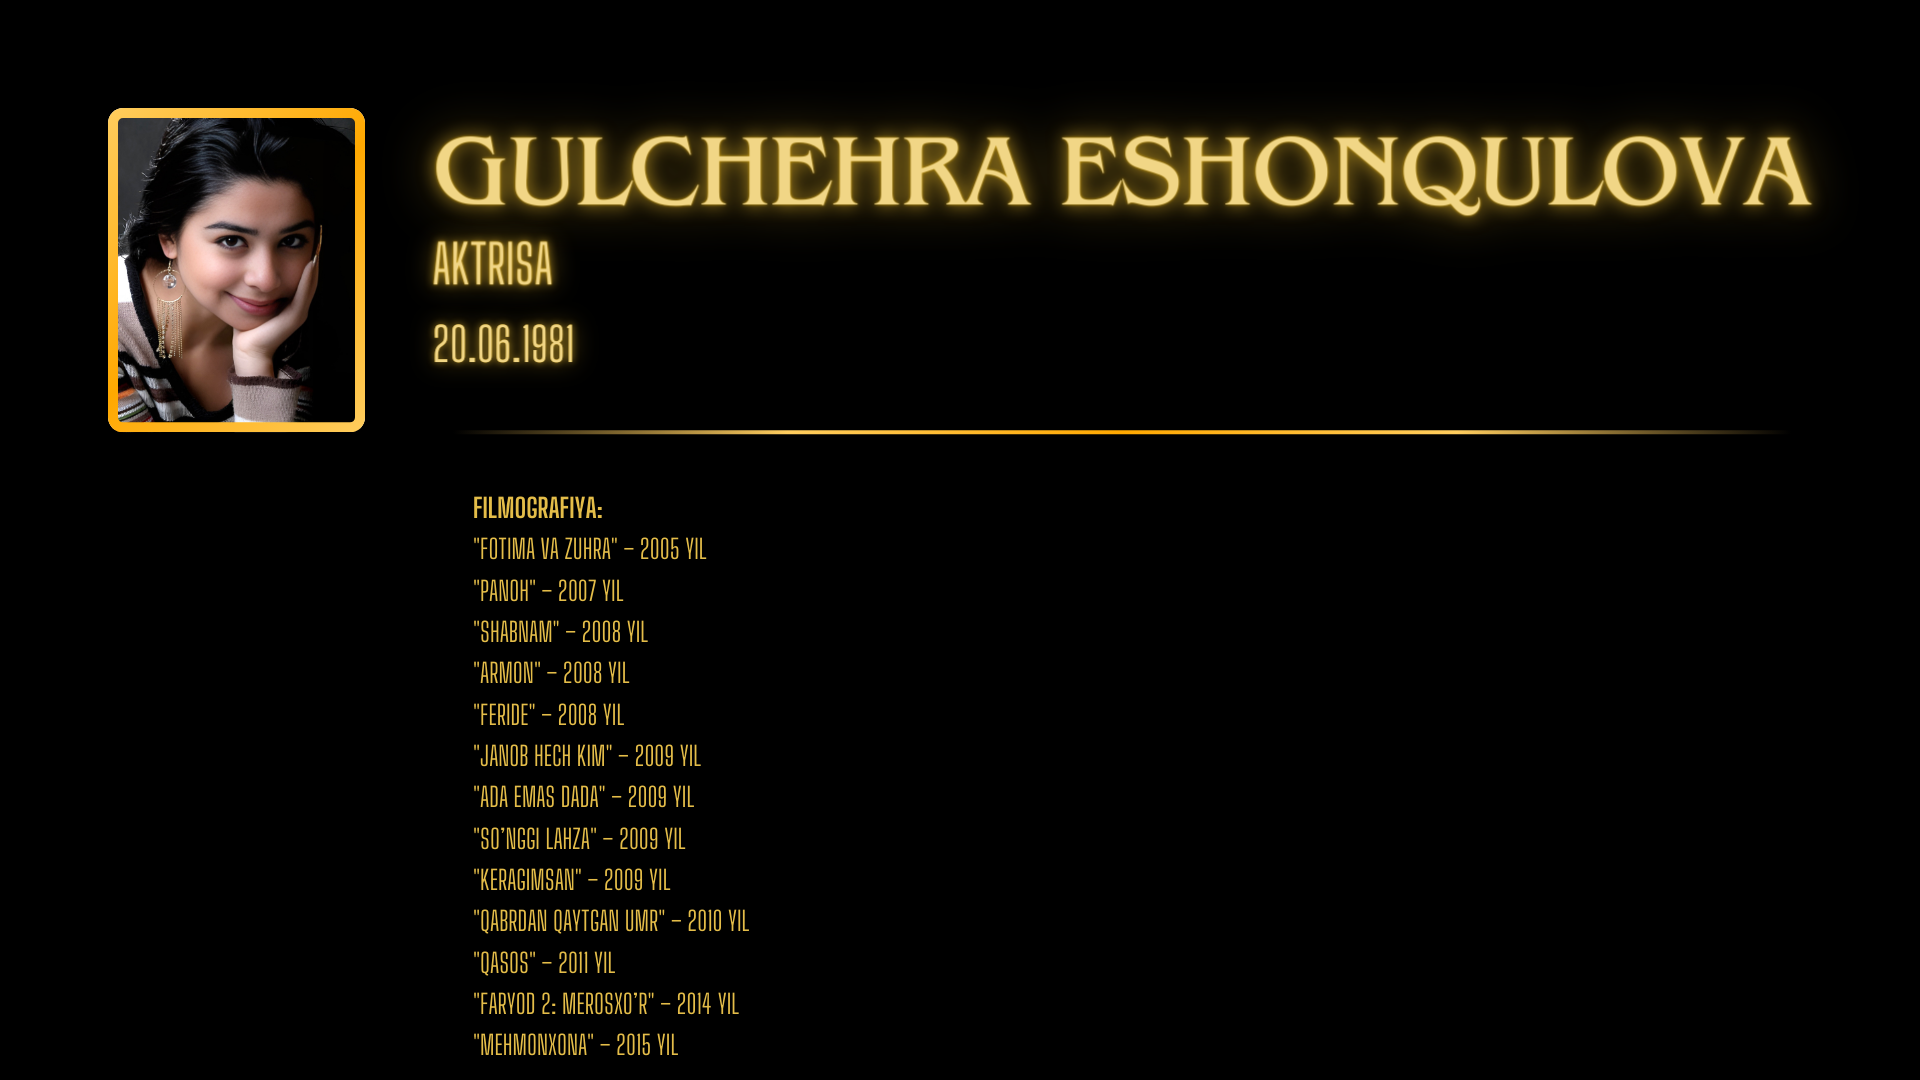 GULCHEHRA ESHONQULOVA
AKTRISA
20.06.1981
FILMOGRAFIYA:
"FOTIMA VA ZUHRA" – 2005 YIL
"PANOH" – 2007 YIL
"SHABNAM" – 2008 YIL
"ARMON" – 2008 YIL
"FERIDE" – 2008 YIL
"JANOB HECH KIM" – 2009 YIL
"ADA EMAS DADA" – 2009 YIL
"SO’NGGI LAHZA" – 2009 YIL
"KERAGIMSAN" – 2009 YIL
"QABRDAN QAYTGAN UMR" – 2010 YIL
"QASOS" – 2011 YIL
"FARYOD 2: MEROSXO’R" – 2014 YIL
"MEHMONXONA" – 2015 YIL